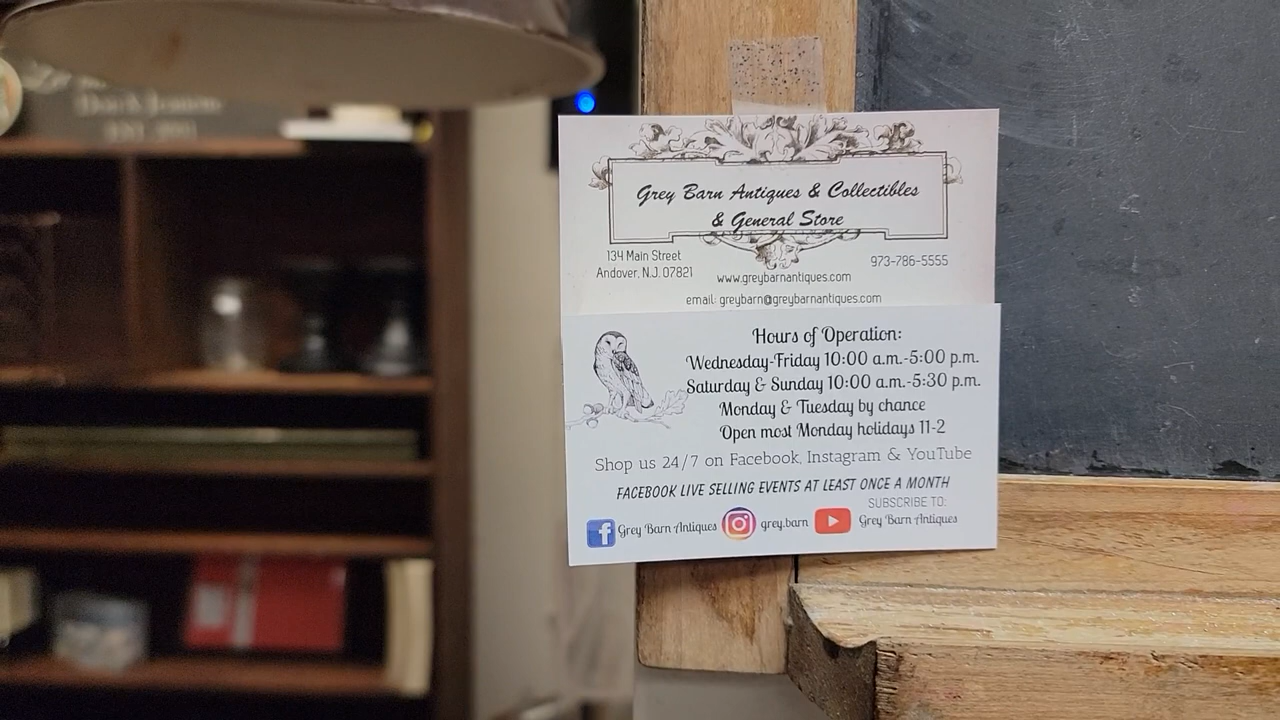 Grey Barn Antiques & Collectibles
& General Store
134 Main Street
Andover, N.J. 07821
973-786-5555
www.greybarnantiques.com
email: greybarn@greybarnantiques.com
Hours of Operation:
Wednesday-Friday 10:00 a.m.-5:00 p.m.
Saturday & Sunday 10:00 a.m.-5:30 p.m.
Monday & Tuesday by chance
Open most Monday holidays 11-2
Shop us 24/7 on Facebook, Instagram & YouTube
FACEBOOK LIVE SELLING EVENTS AT LEAST ONCE A MONTH
SUBSCRIBE TO:
f Grey Barn Antiques grey.barn Grey Barn Antiques